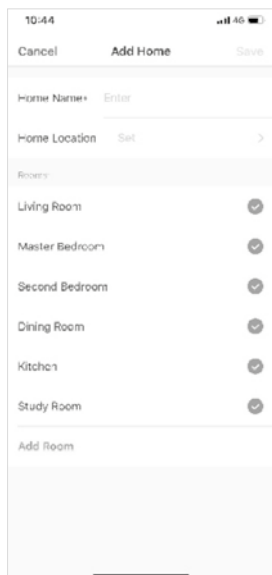 10:44 4G
Cancel Add Home Save
Home Name* Enter
Home Location Set
Rooms
Living Room
Master Bedroom
Second Bedroom
Dining Room
Kitchen
Study Room
Add Room